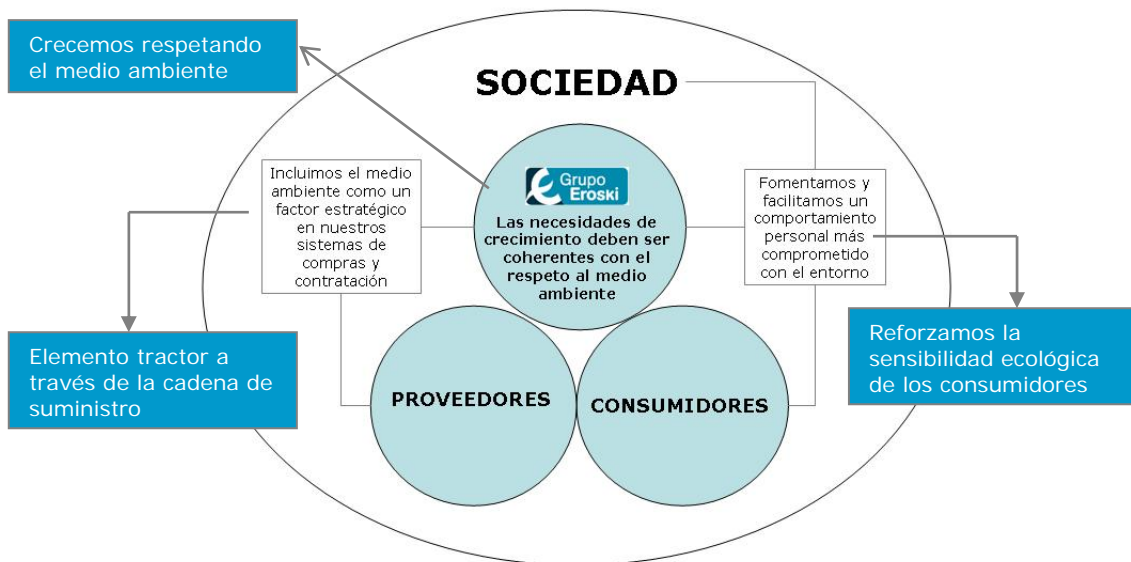 Crecemos respetando
el medio ambiente
SOCIEDAD
Incluimos el medio
ambiente como un
factor estratégico
en nuestros
sistemas de
compras y
contratación
Grupo
Eroski
Las necesidades de
crecimiento deben ser
coherentes con el
respeto al medio
ambiente
Fomentamos y
facilitamos un
comportamiento
personal más
comprometido
con el entorno
Elemento tractor a
través de la cadena de
suministro
Reforzamos la
sensibilidad ecológica
de los consumidores
PROVEEDORES
CONSUMIDORES